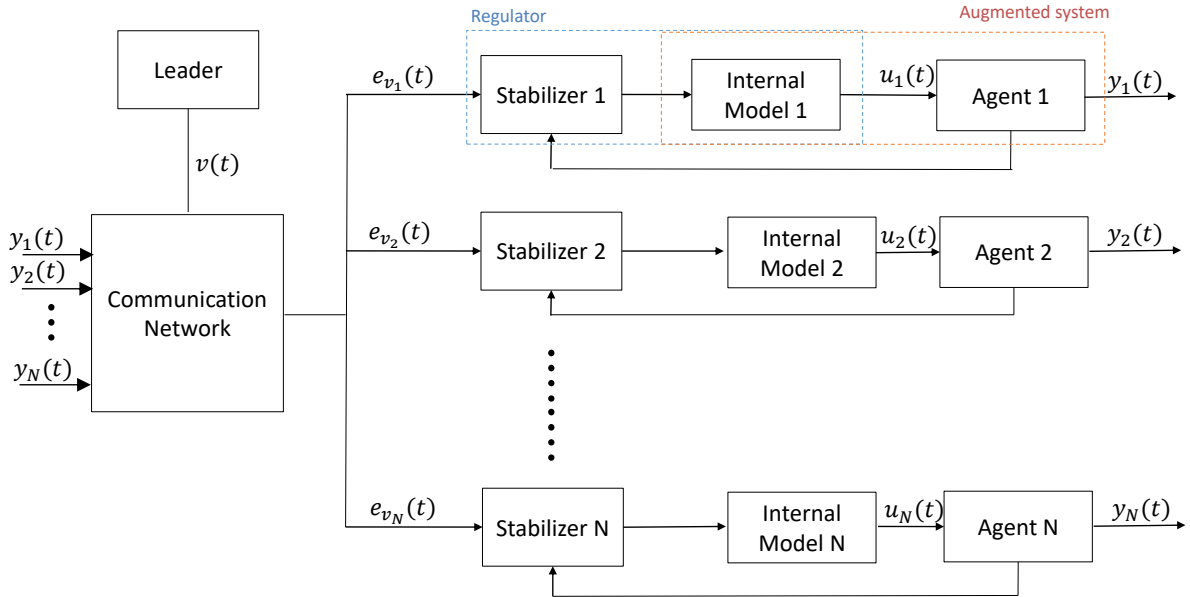 Regulator
Augmented system
Leader
e_{v_1}(t)
Stabilizer 1
Internal
Model 1
u_1(t)
Agent 1
y_1(t)
v(t)
y_1(t)
y_2(t)
y_N(t)
Communication
Network
e_{v_2}(t)
Stabilizer 2
Internal
Model 2
u_2(t)
Agent 2
y_2(t)
e_{v_N}(t)
Stabilizer N
Internal
Model N
u_N(t)
Agent N
y_N(t)